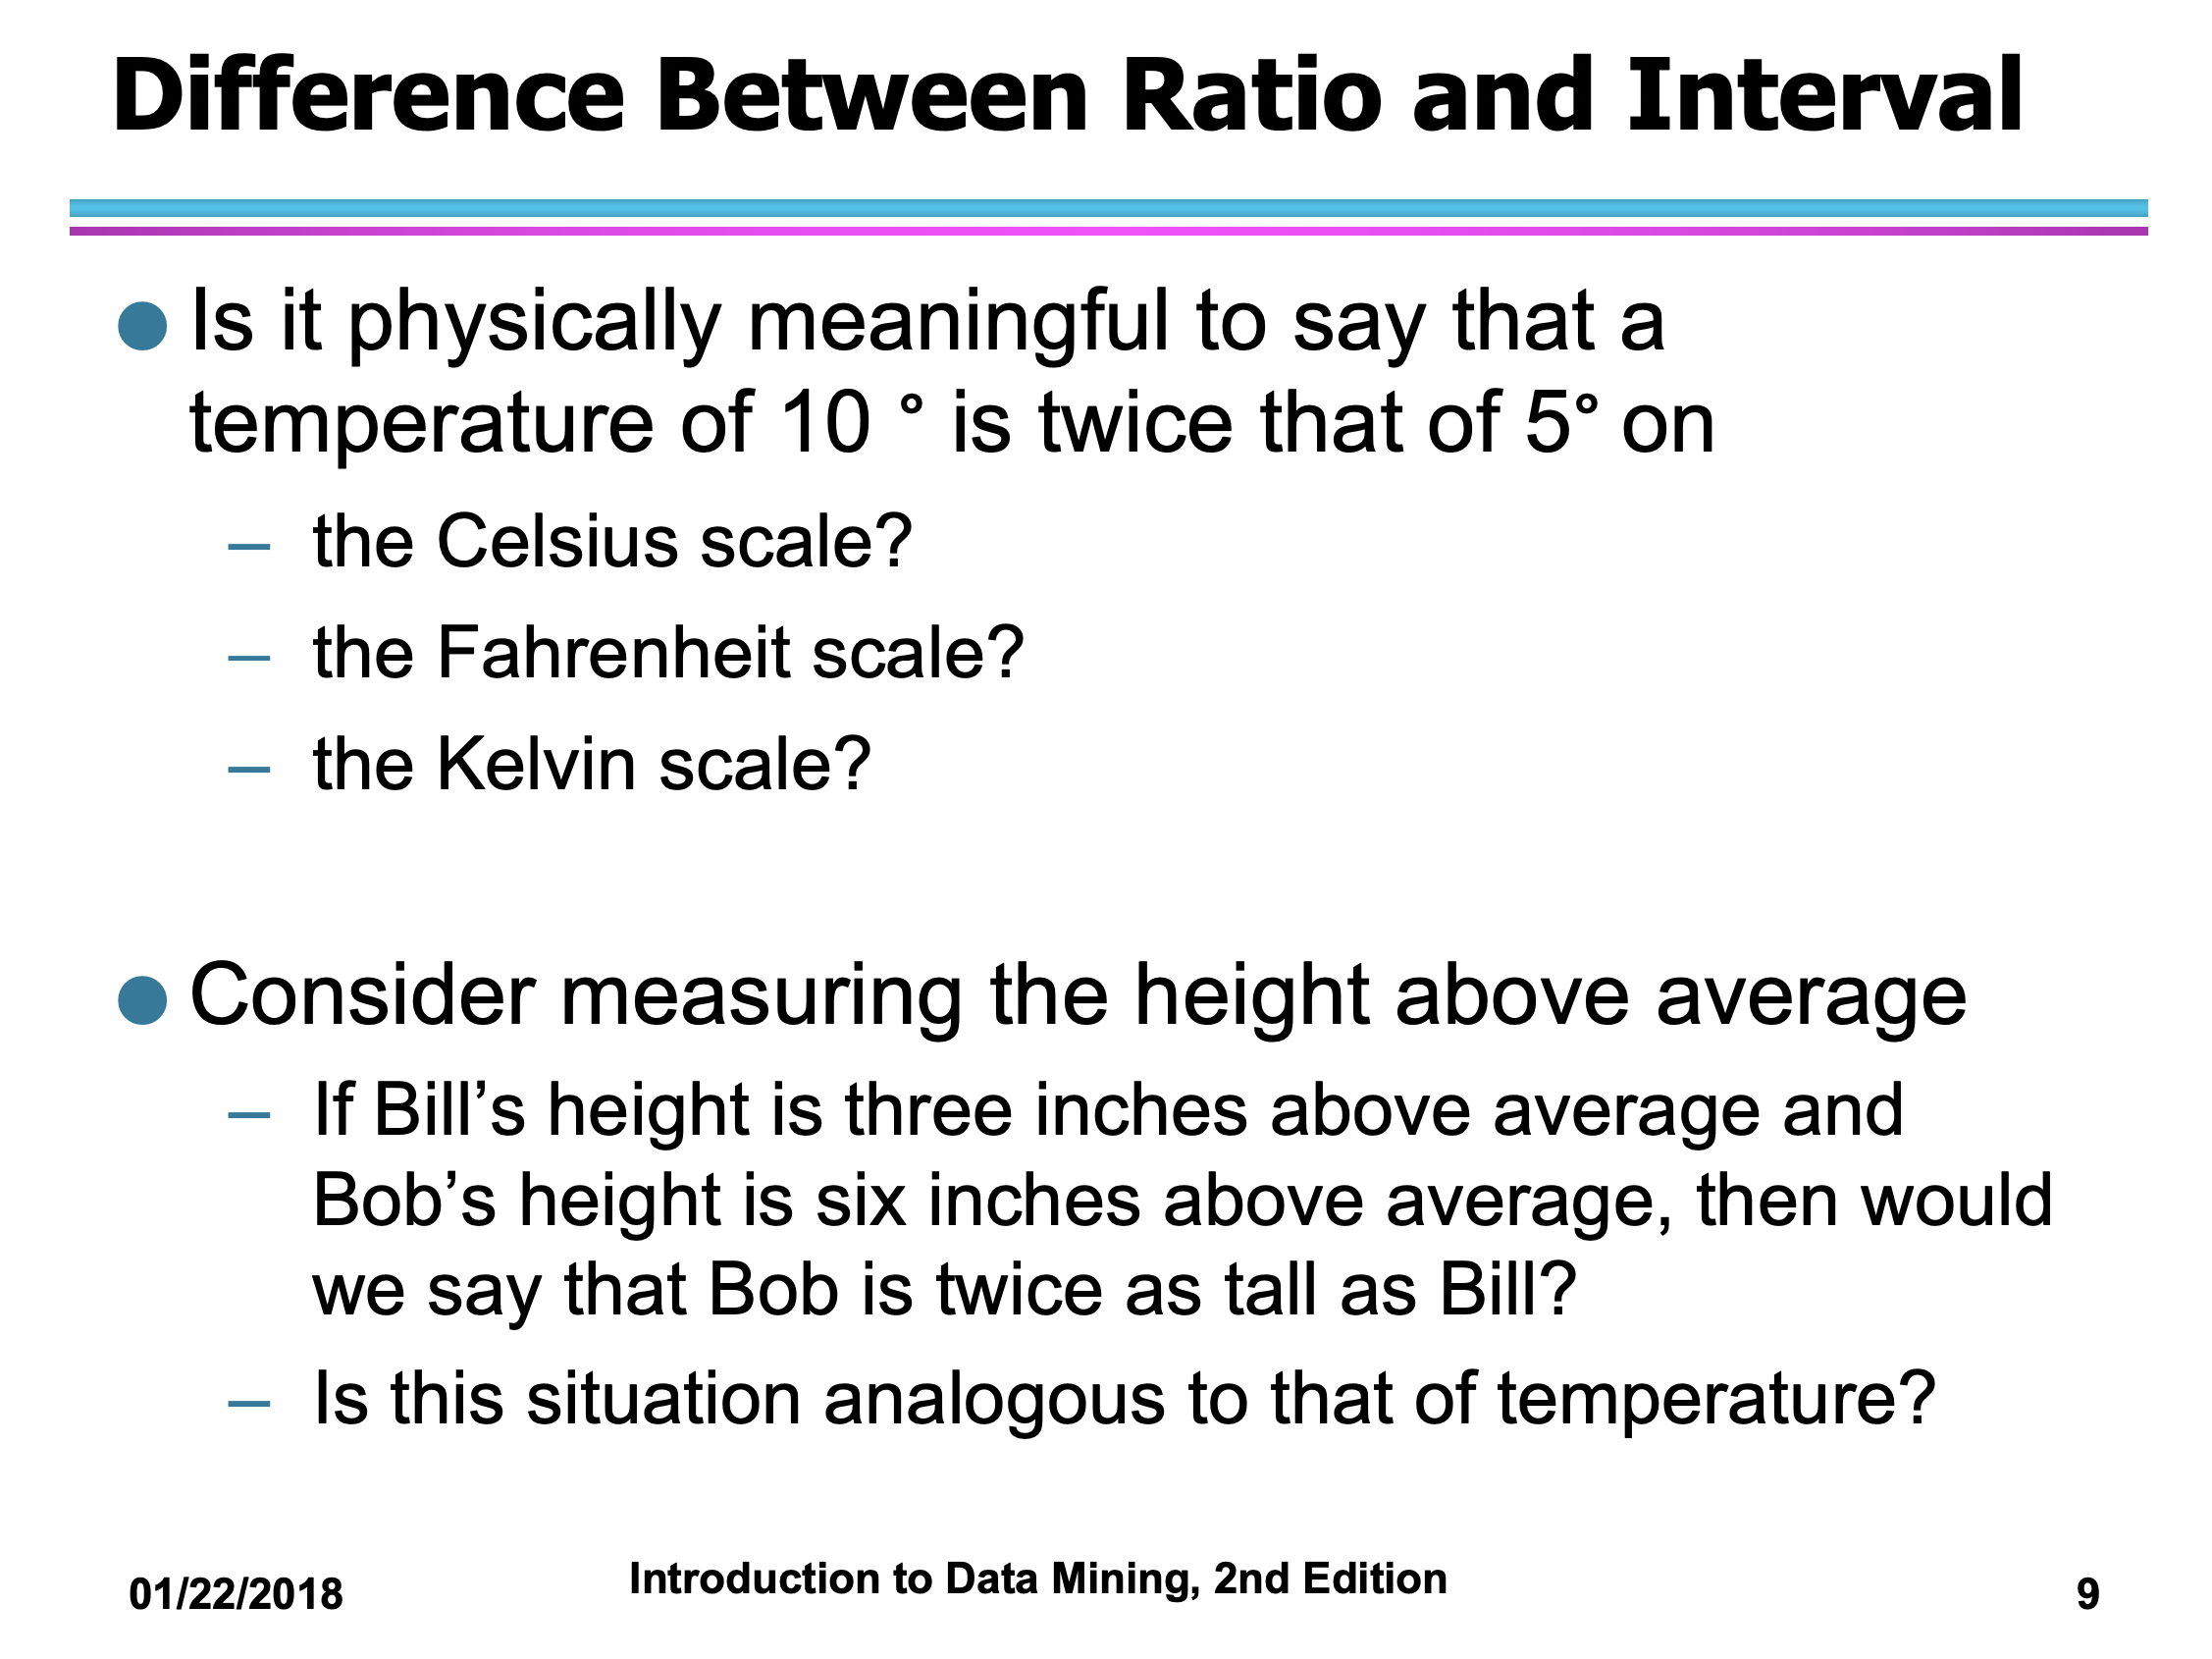 Difference Between Ratio and Interval
● Is it physically meaningful to say that a
temperature of 10 ° is twice that of 5° on
– the Celsius scale?
– the Fahrenheit scale?
– the Kelvin scale?
● Consider measuring the height above average
– If Bill’s height is three inches above average and
Bob’s height is six inches above average, then would
we say that Bob is twice as tall as Bill?
– Is this situation analogous to that of temperature?
01/22/2018
Introduction to Data Mining, 2nd Edition
9